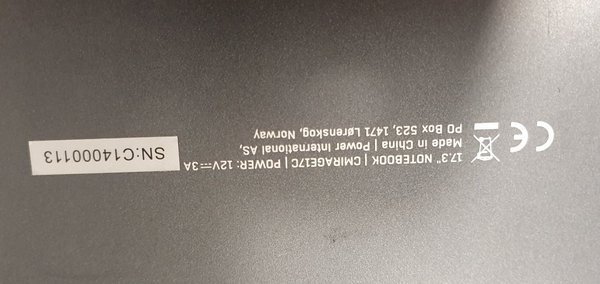 17.3" NOTEBOOK | CMIRAGE17C | POWER: 12V⎓3A
Made in China | Power International AS,
PO Box 523, 1471 Lørenskog, Norway
CE
SN:C14000113